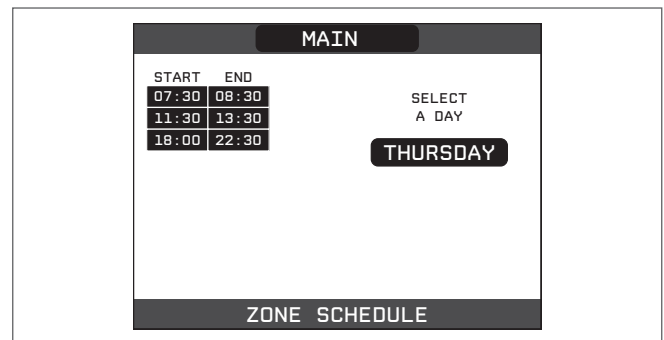 MAIN
START END
07:30 08:30
11:30 13:30
18:00 22:30
SELECT
A DAY
THURSDAY
ZONE SCHEDULE